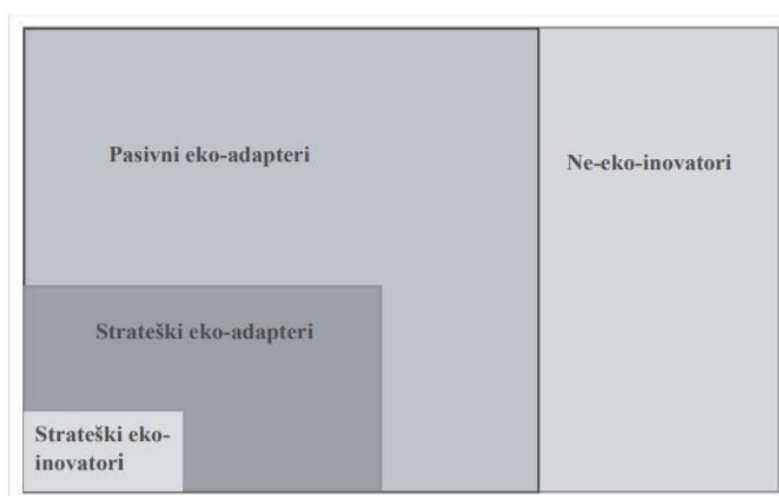 Pasivni eko-adapteri
Ne-eko-inovatori
Strateški eko-adapteri
Strateški eko-
inovatori